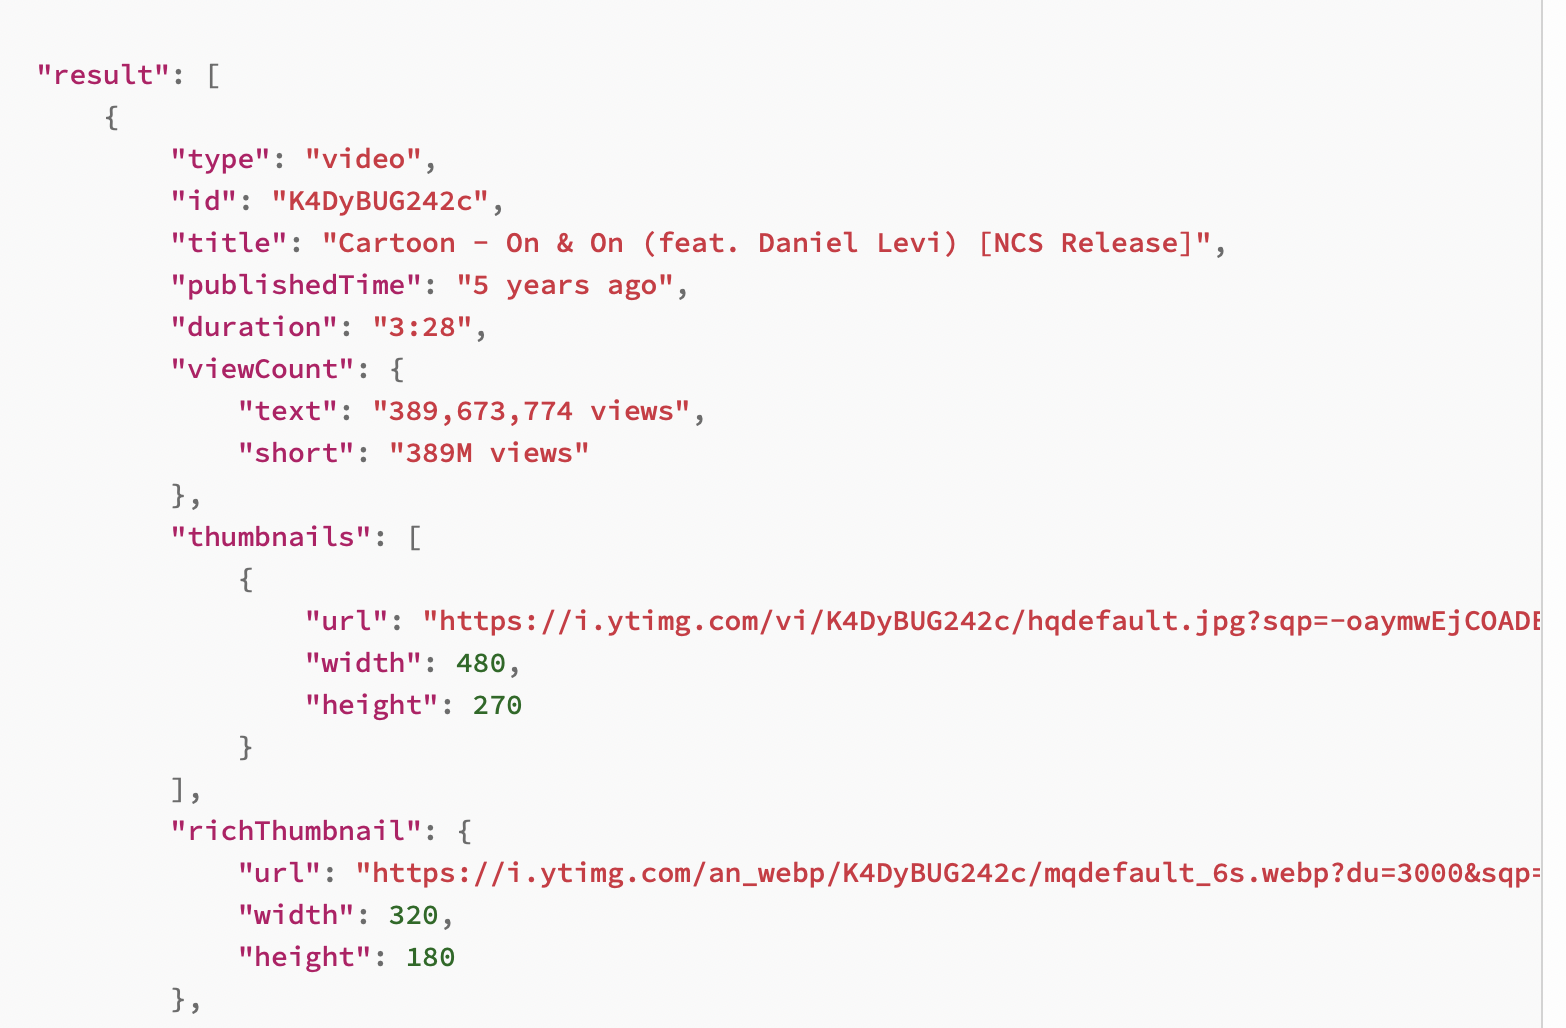 "result": [
{
"type": "video",
"id": "K4DyBUG242c",
"title": "Cartoon - On & On (feat. Daniel Levi) [NCS Release]",
"publishedTime": "5 years ago",
"duration": "3:28",
"viewCount": {
"text": "389,673,774 views",
"short": "389M views"
},
"thumbnails": [
{
"url": "https://i.ytimg.com/vi/K4DyBUG242c/hqdefault.jpg?sqp=-oaymwEjCOADE
"width": 480,
"height": 270
}
],
"richThumbnail": {
"url": "https://i.ytimg.com/an_webp/K4DyBUG242c/mqdefault_6s.webp?du=3000&sqp=
"width": 320,
"height": 180
},